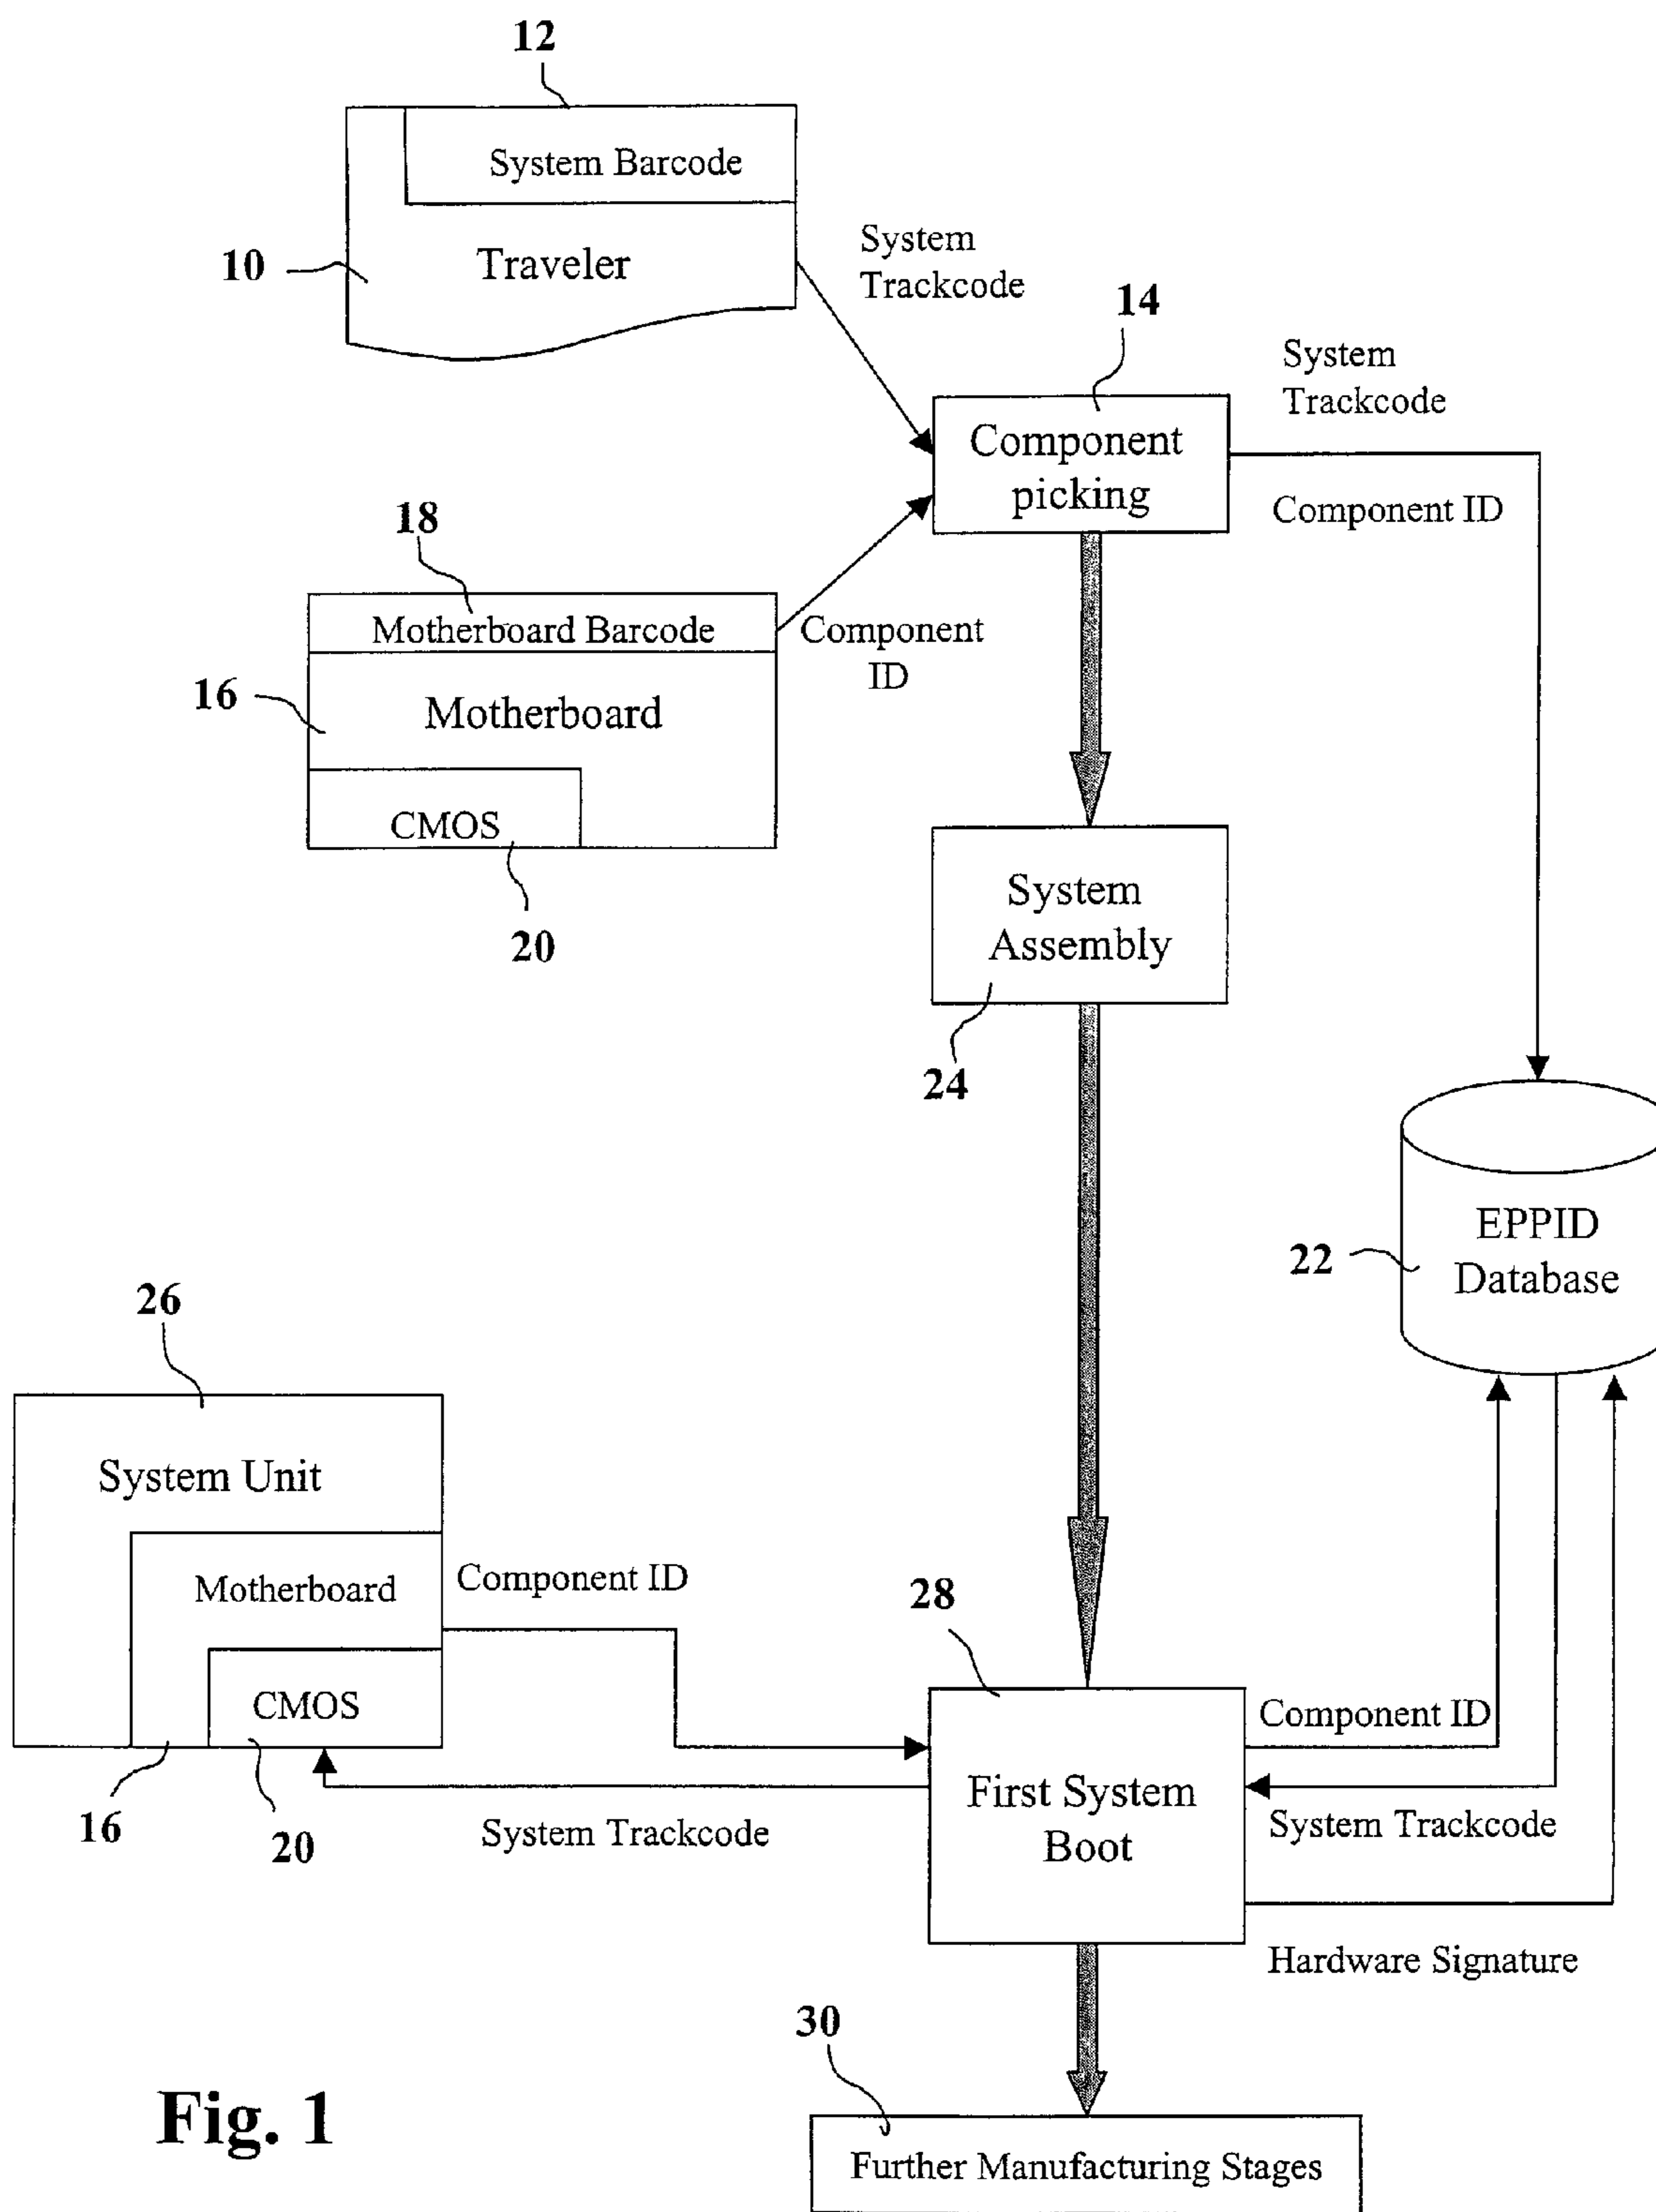 12
System Barcode
10
Traveler
System
Trackcode
14
System
Trackcode
Component
picking
Component ID
18
Motherboard Barcode
Component
ID
16
Motherboard
CMOS
20
System
Assembly
24
EPPID
Database
22
26
System Unit
Motherboard
Component ID
28
CMOS
Component ID
First System
Boot
16
20
System Trackcode
System Trackcode
Hardware Signature
30
Fig. 1
Further Manufacturing Stages